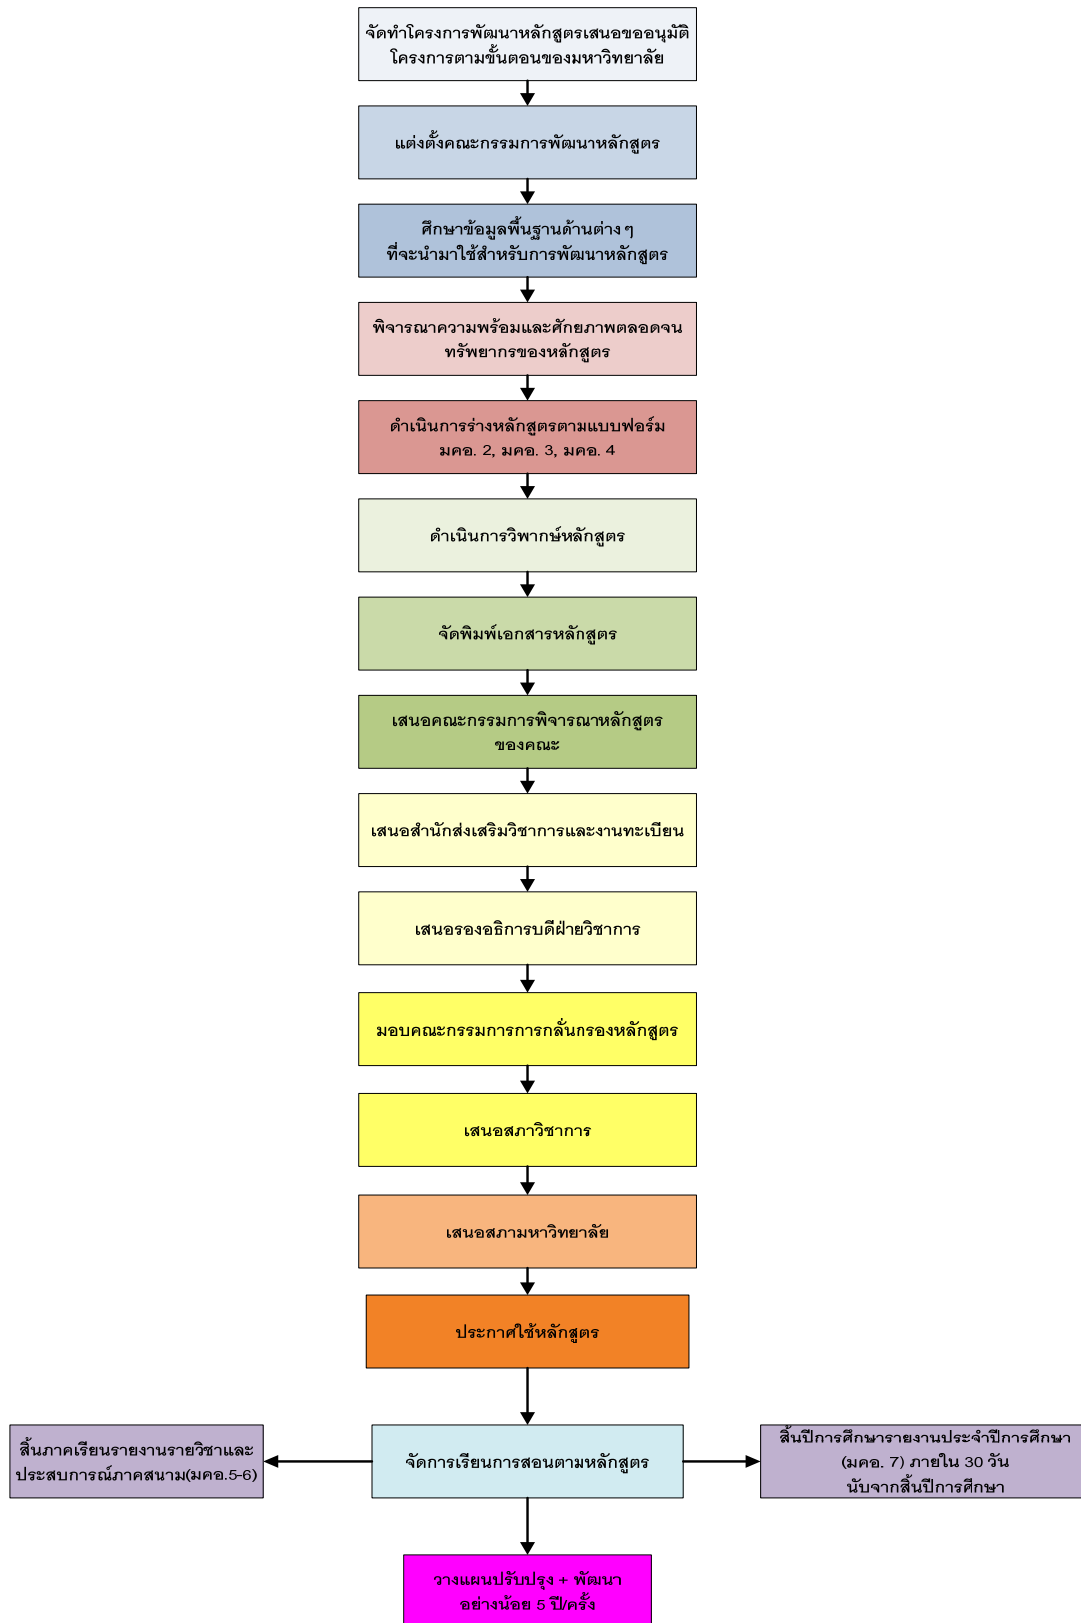 จัดทำโครงการพัฒนาหลักสูตรเสนอขออนุมัติ
โครงการตามขั้นตอนของมหาวิทยาลัย
แต่งตั้งคณะกรรมการพัฒนาหลักสูตร
ศึกษาข้อมูลพื้นฐานด้านต่าง ๆ
ที่จะนำมาใช้สำหรับการพัฒนาหลักสูตร
พิจารณาความพร้อมและศักยภาพตลอดจน
ทรัพยากรของหลักสูตร
ดำเนินการร่างหลักสูตรตามแบบฟอร์ม
มคอ. 2, มคอ. 3, มคอ. 4
ดำเนินการวิพากษ์หลักสูตร
จัดพิมพ์เอกสารหลักสูตร
เสนอคณะกรรมการพิจารณาหลักสูตร
ของคณะ
เสนอสำนักส่งเสริมวิชาการและงานทะเบียน
เสนอรองอธิการบดีฝ่ายวิชาการ
มอบคณะกรรมการการกลั่นกรองหลักสูตร
เสนอสภาวิชาการ
เสนอสภามหาวิทยาลัย
ประกาศใช้หลักสูตร
สิ้นภาคเรียนรายงานรายวิชาและ
ประสบการณ์ภาคสนาม(มคอ.5-6)
จัดการเรียนการสอนตามหลักสูตร
สิ้นปีการศึกษารายงานประจำปีการศึกษา
(มคอ. 7) ภายใน 30 วัน
นับจากสิ้นปีการศึกษา
วางแผนปรับปรุง + พัฒนา
อย่างน้อย 5 ปี/ครั้ง